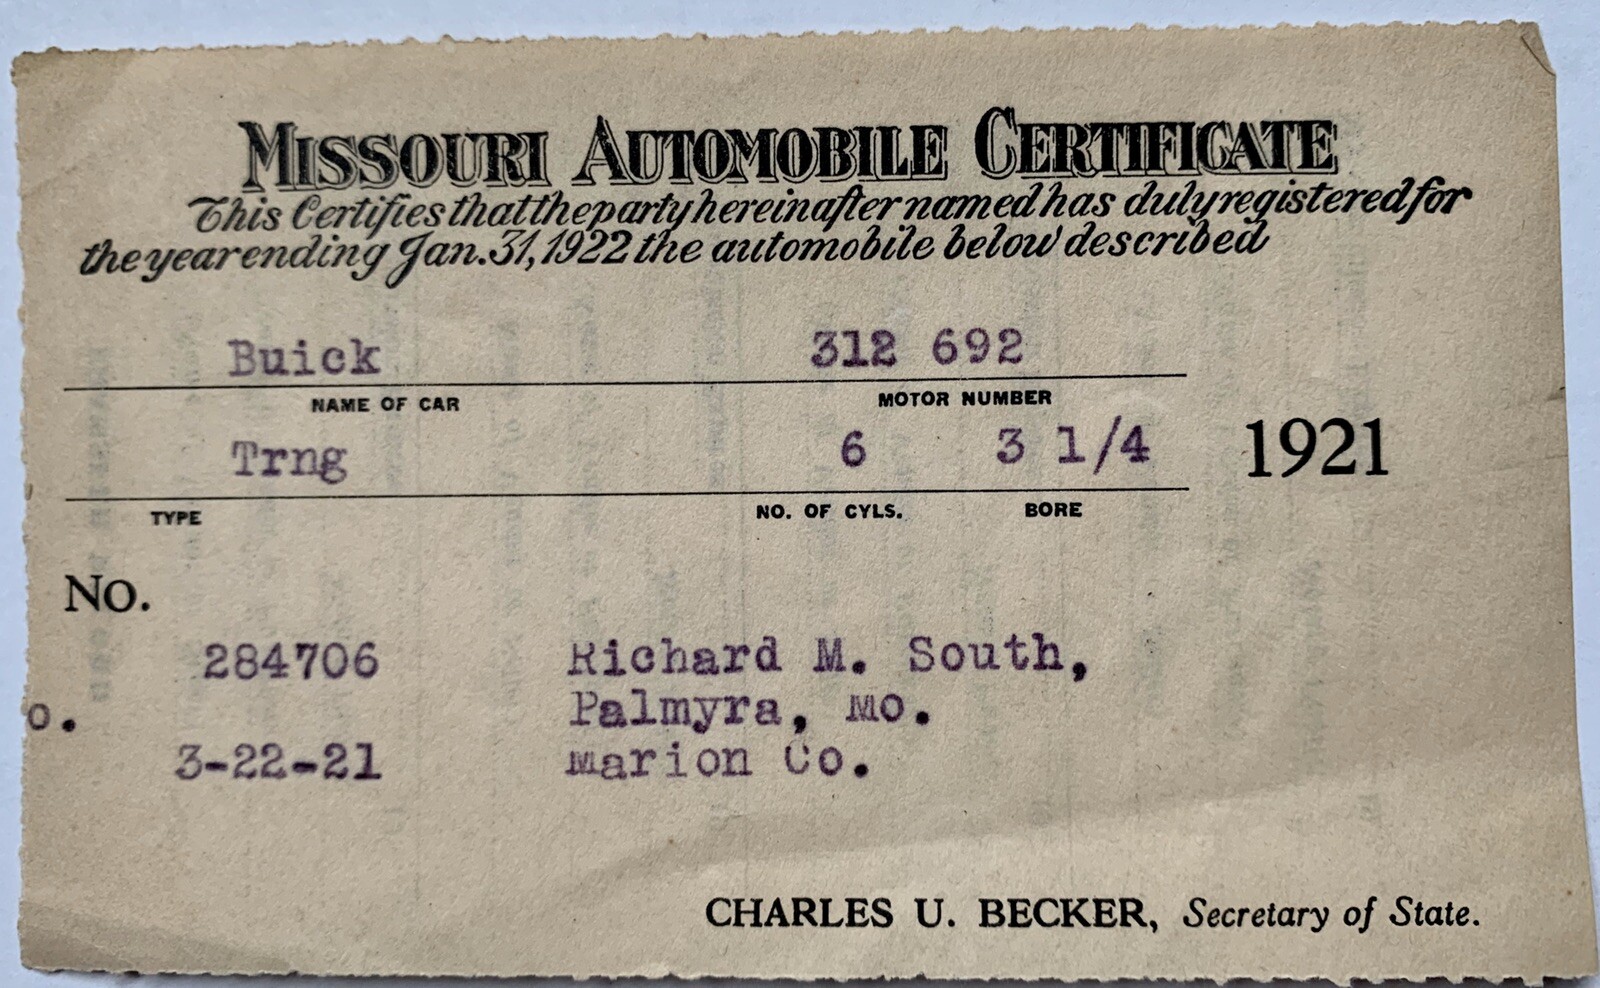 MISSOURI AUTOMOBILE CERTIFICATE
This Certifies that the party hereinafter named has duly registered for
the year ending Jan. 31, 1922 the automobile below described
Buick 312 692
NAME OF CAR MOTOR NUMBER
Trng 6 3 1/4 1921
TYPE NO. OF CYLS. BORE
No.
284706 Richard M. South,
o. Palmyra, Mo.
3-22-21 Marion Co.
CHARLES U. BECKER, Secretary of State.